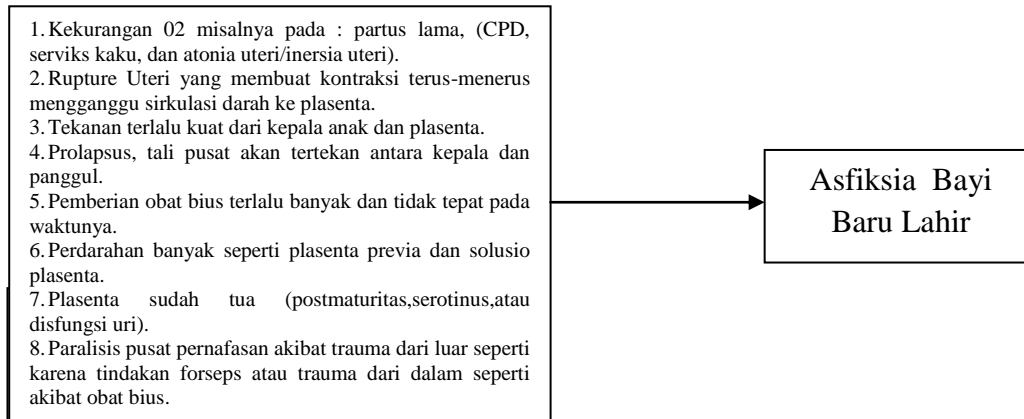 1. Kekurangan 02 misalnya pada : partus lama, (CPD,
serviks kaku, dan atonia uteri/inersia uteri).
2. Rupture Uteri yang membuat kontraksi terus-menerus
mengganggu sirkulasi darah ke plasenta.
3. Tekanan terlalu kuat dari kepala anak dan plasenta.
4. Prolapsus, tali pusat akan tertekan antara kepala dan
panggul.
5. Pemberian obat bius terlalu banyak dan tidak tepat pada
waktunya.
6. Perdarahan banyak seperti plasenta previa dan solusio
plasenta.
7. Plasenta sudah tua (postmaturitas,serotinus,atau
disfungsi uri).
8. Paralisis pusat pernafasan akibat trauma dari luar seperti
karena tindakan forseps atau trauma dari dalam seperti
akibat obat bius.
Asfiksia Bayi
Baru Lahir